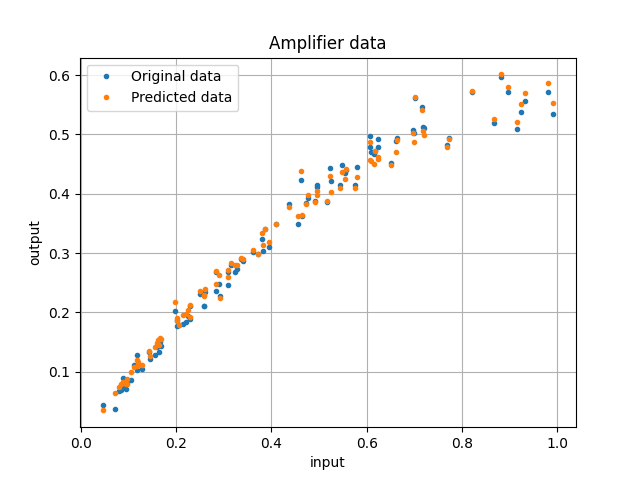 Amplifier data
Original data
Predicted data
0.6
0.5
0.4
0.3
0.2
0.1
output
0.0 0.2 0.4 0.6 0.8 1.0
input